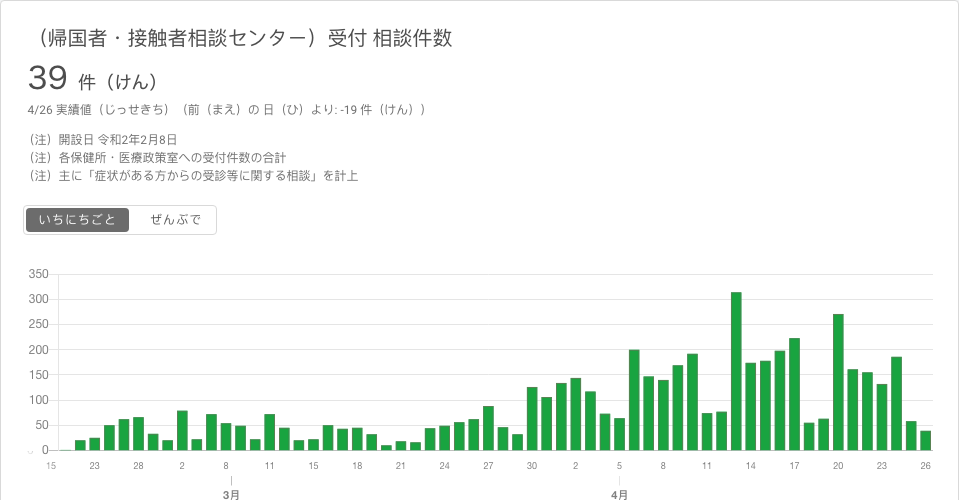 （帰国者・接触者相談センター）受付 相談件数
39 件（けん）
4/26 実績値（じっせきち）（前（まえ）の 日（ひ）より: -19 件（けん））
（注）開設日 令和2年2月8日
（注）各保健所・医療政策室への受付件数の合計
（注）主に「症状がある方からの受診等に関する相談」を計上
いちにちごと ぜんぶで
350
300
250
200
150
100
50
0
15 23 28 2 8 11 15 18 21 24 27 30 2 5 8 11 14 17 20 23 26
3月 4月